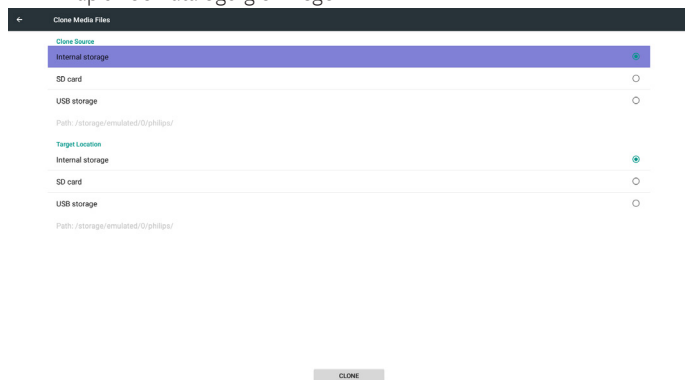 Clone Media Files
Clone Source
Internal storage
SD card
USB storage
Path: /storage/emulated/0/philips/
Target Location
Internal storage
SD card
USB storage
Path: /storage/emulated/0/philips/
CLONE